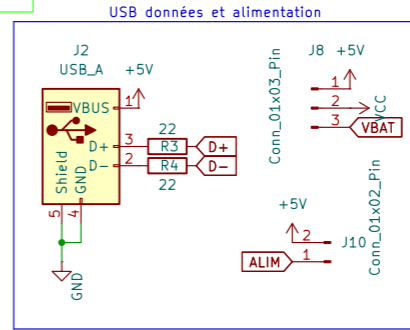 USB données et alimentation
J2
USB_A
+5V
VBUS
1
D+
3
22
R3
D+
D-
2
R4
D-
22
Shield
GND
5
4
GND
J8
+5V
Conn_01x03_Pin
1
2
VCC
3
VBAT
+5V
2
J10
ALIM
1
Conn_01x02_Pin